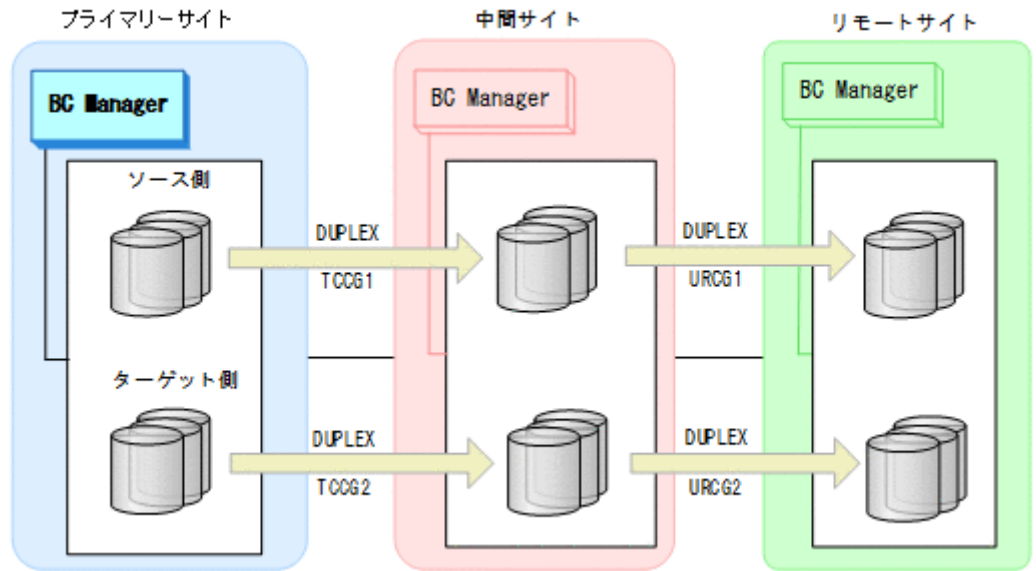 プライマリーサイト
中間サイト
リモートサイト
BC Manager
BC Manager
BC Manager
ソース側
DUPLEX
TCCG1
DUPLEX
URCG1
ターゲット側
DUPLEX
TCCG2
DUPLEX
URCG2